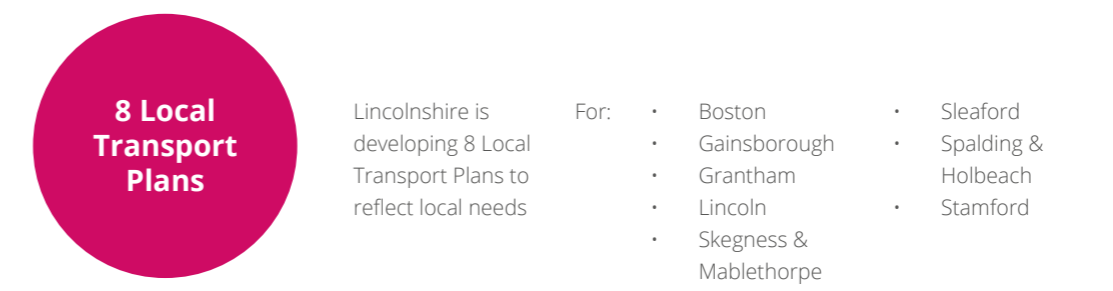 8 Local
Transport
Plans
Lincolnshire is
developing 8 Local
Transport Plans to
reflect local needs
For:
• Boston
• Gainsborough
• Grantham
• Lincoln
• Skegness &
Mablethorpe
• Sleaford
• Spalding &
Holbeach
• Stamford